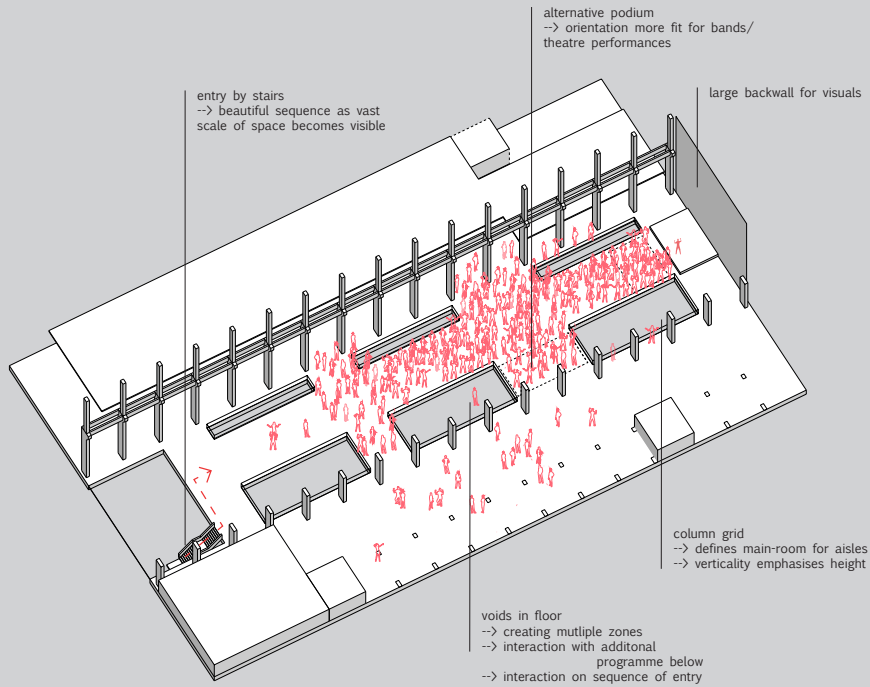 alternative podium
--> orientation more fit for bands/
theatre performances
entry by stairs
--> beautiful sequence as vast
scale of space becomes visible
large backwall for visuals
column grid
--> defines main-room for aisles
--> verticality emphasises height
voids in floor
--> creating mutliple zones
--> interaction with additonal
programme below
--> interaction on sequence of entry